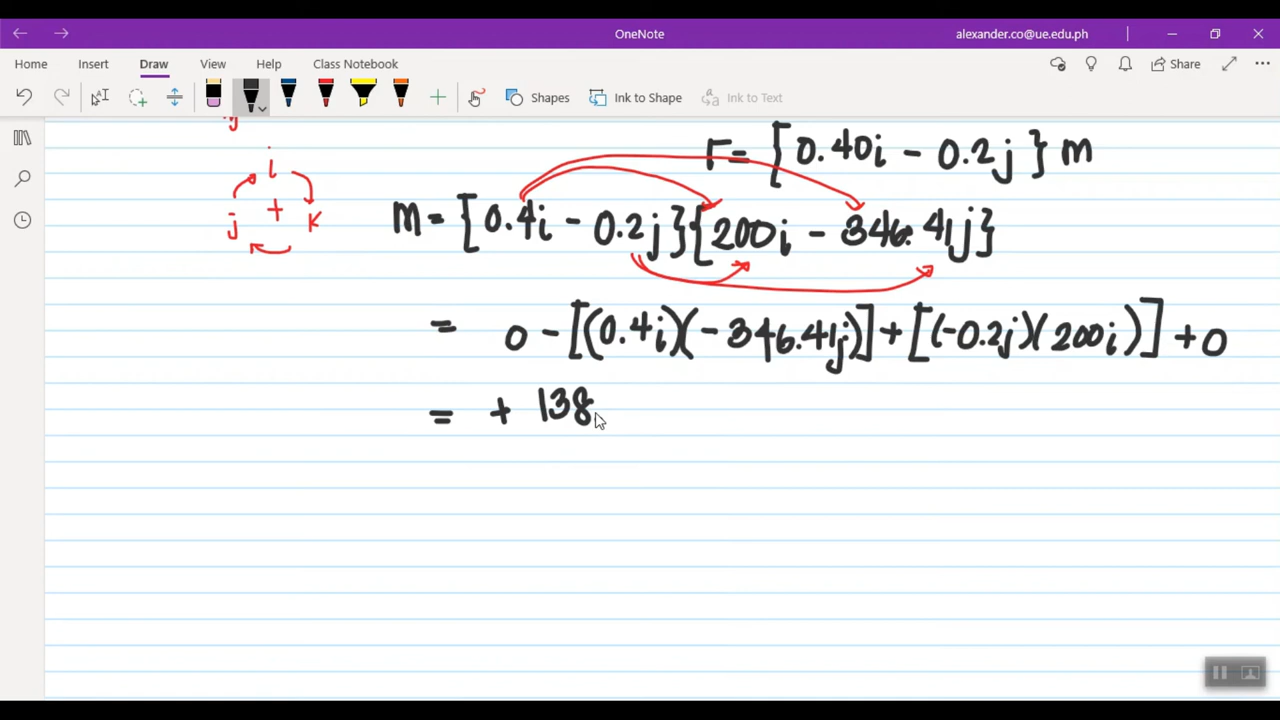 OneNote
alexander.co@ue.edu.ph
Home Insert Draw View Help Class Notebook
Share
Shapes Ink to Shape Ink to Text
i
j + k
r = [0.40i - 0.2j} m
M = [0.4i - 0.2j}{200i - 346.41j}
= 0 - [(0.4i)(-346.41j)] + [(-0.2j)(200i)] + 0
= + 138